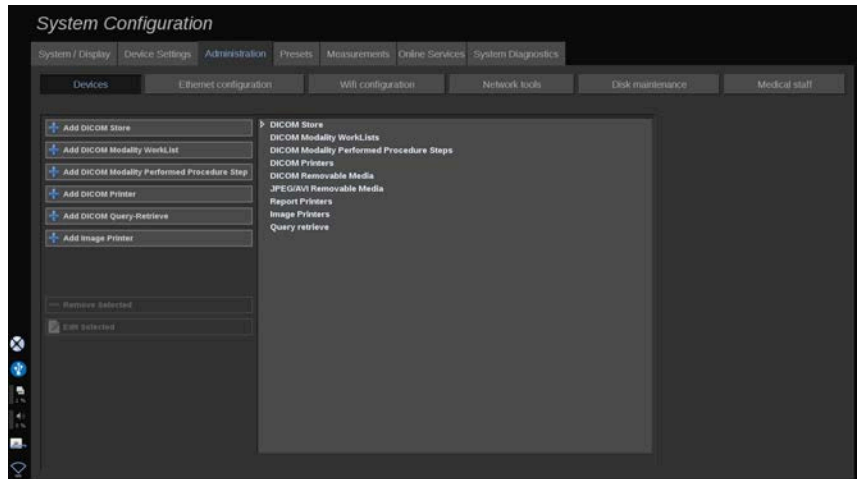 System Configuration
System / Display Device Settings Administration Presets Measurements Online Services System Diagnostics
Devices Ethernet configuration Wifi configuration Network tools Disk maintenance Medical staff
Add DICOM Store
Add DICOM Modality WorkList
Add DICOM Modality Performed Procedure Step
Add DICOM Printer
Add DICOM Query-Retrieve
Add Image Printer
Remove Selected
Edit Selected
DICOM Store
DICOM Modality WorkLists
DICOM Modality Performed Procedure Steps
DICOM Printers
DICOM Removable Media
JPEG/AVI Removable Media
Report Printers
Image Printers
Query retrieve